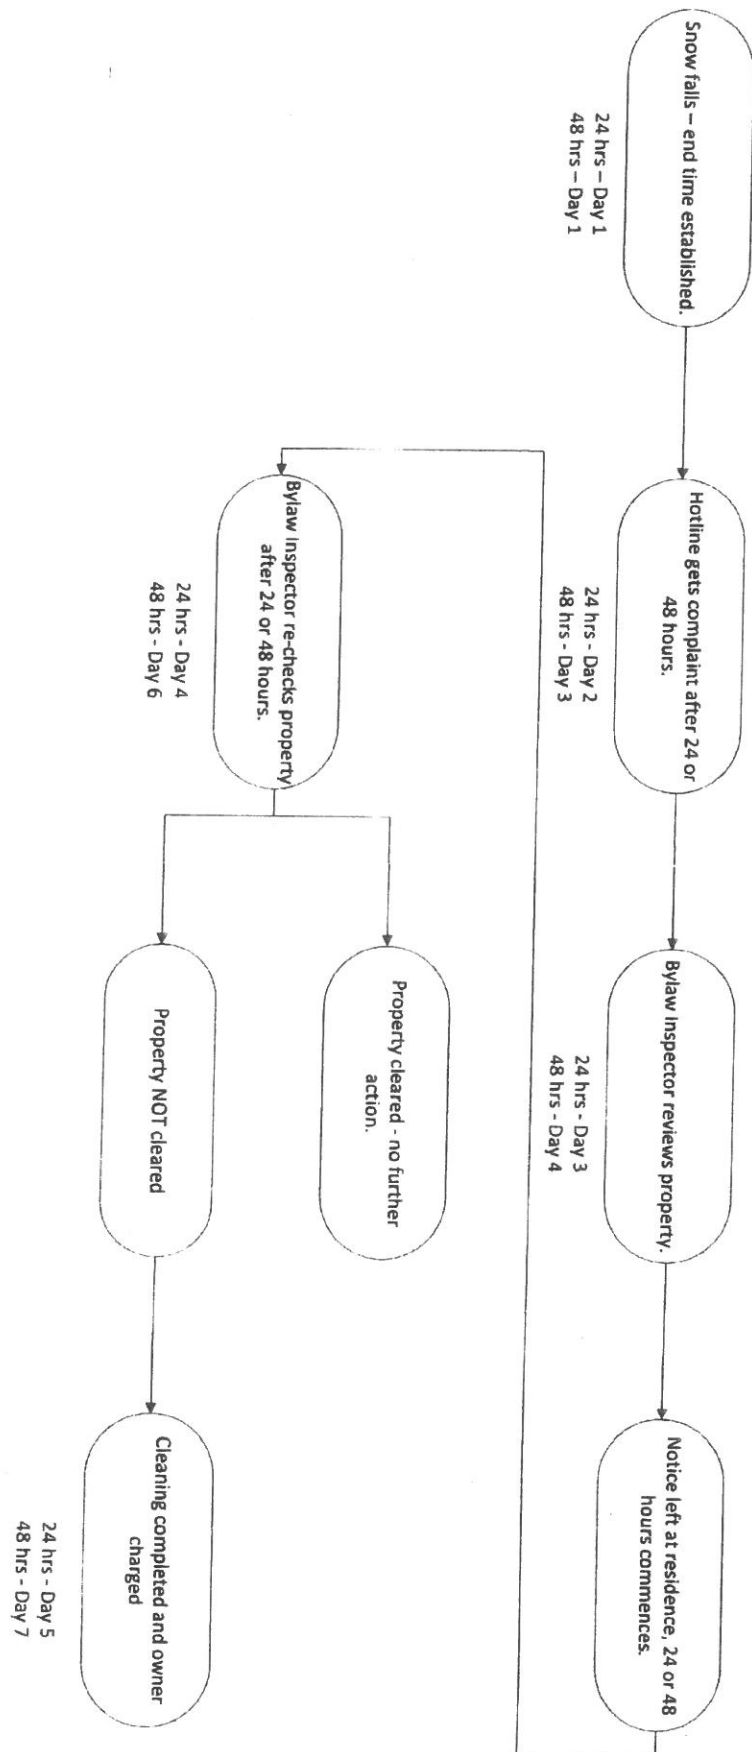 Snow falls – end time established.
24 hrs – Day 1
48 hrs – Day 1
Hotline gets complaint after 24 or
48 hours.
24 hrs - Day 2
48 hrs - Day 3
Bylaw Inspector reviews property.
24 hrs - Day 3
48 hrs - Day 4
Notice left at residence, 24 or 48
hours commences.
Bylaw Inspector re-checks property
after 24 or 48 hours.
24 hrs - Day 4
48 hrs - Day 6
Property cleared - no further
action.
Property NOT cleared
Cleaning completed and owner
charged
24 hrs - Day 5
48 hrs - Day 7